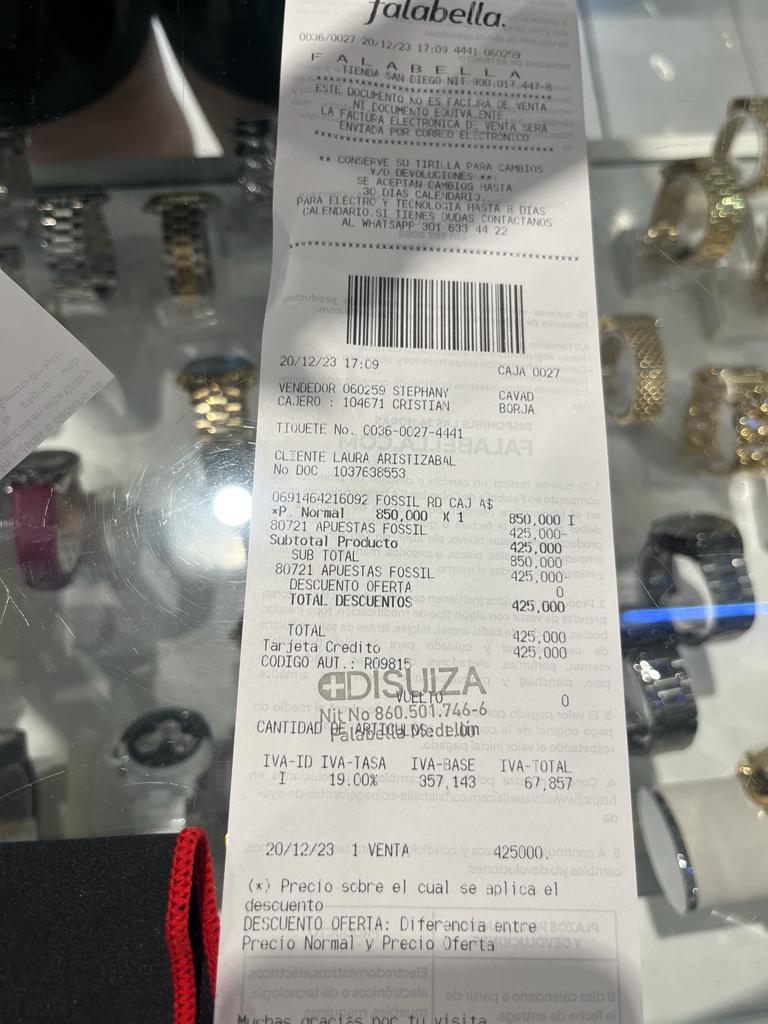 falabella.
0036/0027 20/12/23 17:09 4441 060259
F A L A B E L L A
TIENDA SAN DIEGO NIT 900.017.447-8
ESTE DOCUMENTO NO ES FACTURA DE VENTA
NI DOCUMENTO EQUIVALENTE
LA FACTURA ELECTRONICA DE VENTA SERA
ENVIADA POR CORREO ELECTRONICO
** CONSERVE SU TIRILLA PARA CAMBIOS
Y/O DEVOLUCIONES **
SE ACEPTAN CAMBIOS HASTA
30 DIAS CALENDARIO.
PARA ELECTRO Y TECNOLOGIA HASTA 8 DIAS
CALENDARIO.SI TIENES DUDAS CONTACTANOS
AL WHATSAPP 301 633 44 22
20/12/23 17:09 CAJA 0027
VENDEDOR 060259 STEPHANY CAVAD
CAJERO : 104671 CRISTIAN BORJA
TIQUETE No. 0036-0027-4441
CLIENTE LAURA ARISTIZABAL
No DOC 1037638553
0691464216092 FOSSIL RD CAJ A$
*P. Normal 850,000 X 1 850,000 I
80721 APUESTAS FOSSIL 425,000-
Subtotal Producto 425,000
SUB TOTAL 850,000
80721 APUESTAS FOSSIL 425,000-
DESCUENTO OFERTA 0
TOTAL DESCUENTOS 425,000
TOTAL 425,000
Tarjeta Credito 425,000
CODIGO AUT.: R09815
DISUIZA
VUELTO 0
Nit No 860.501.746-6
CANTIDAD DE ARTICULOS: 1
Falabella Medellín
IVA-ID IVA-TASA IVA-BASE IVA-TOTAL
I 19.00% 357,143 67,857
20/12/23 1 VENTA 425000.
(*) Precio sobre el cual se aplica el
descuento
DESCUENTO OFERTA: Diferencia entre
Precio Normal y Precio Oferta
Muchas gracias por tu visita